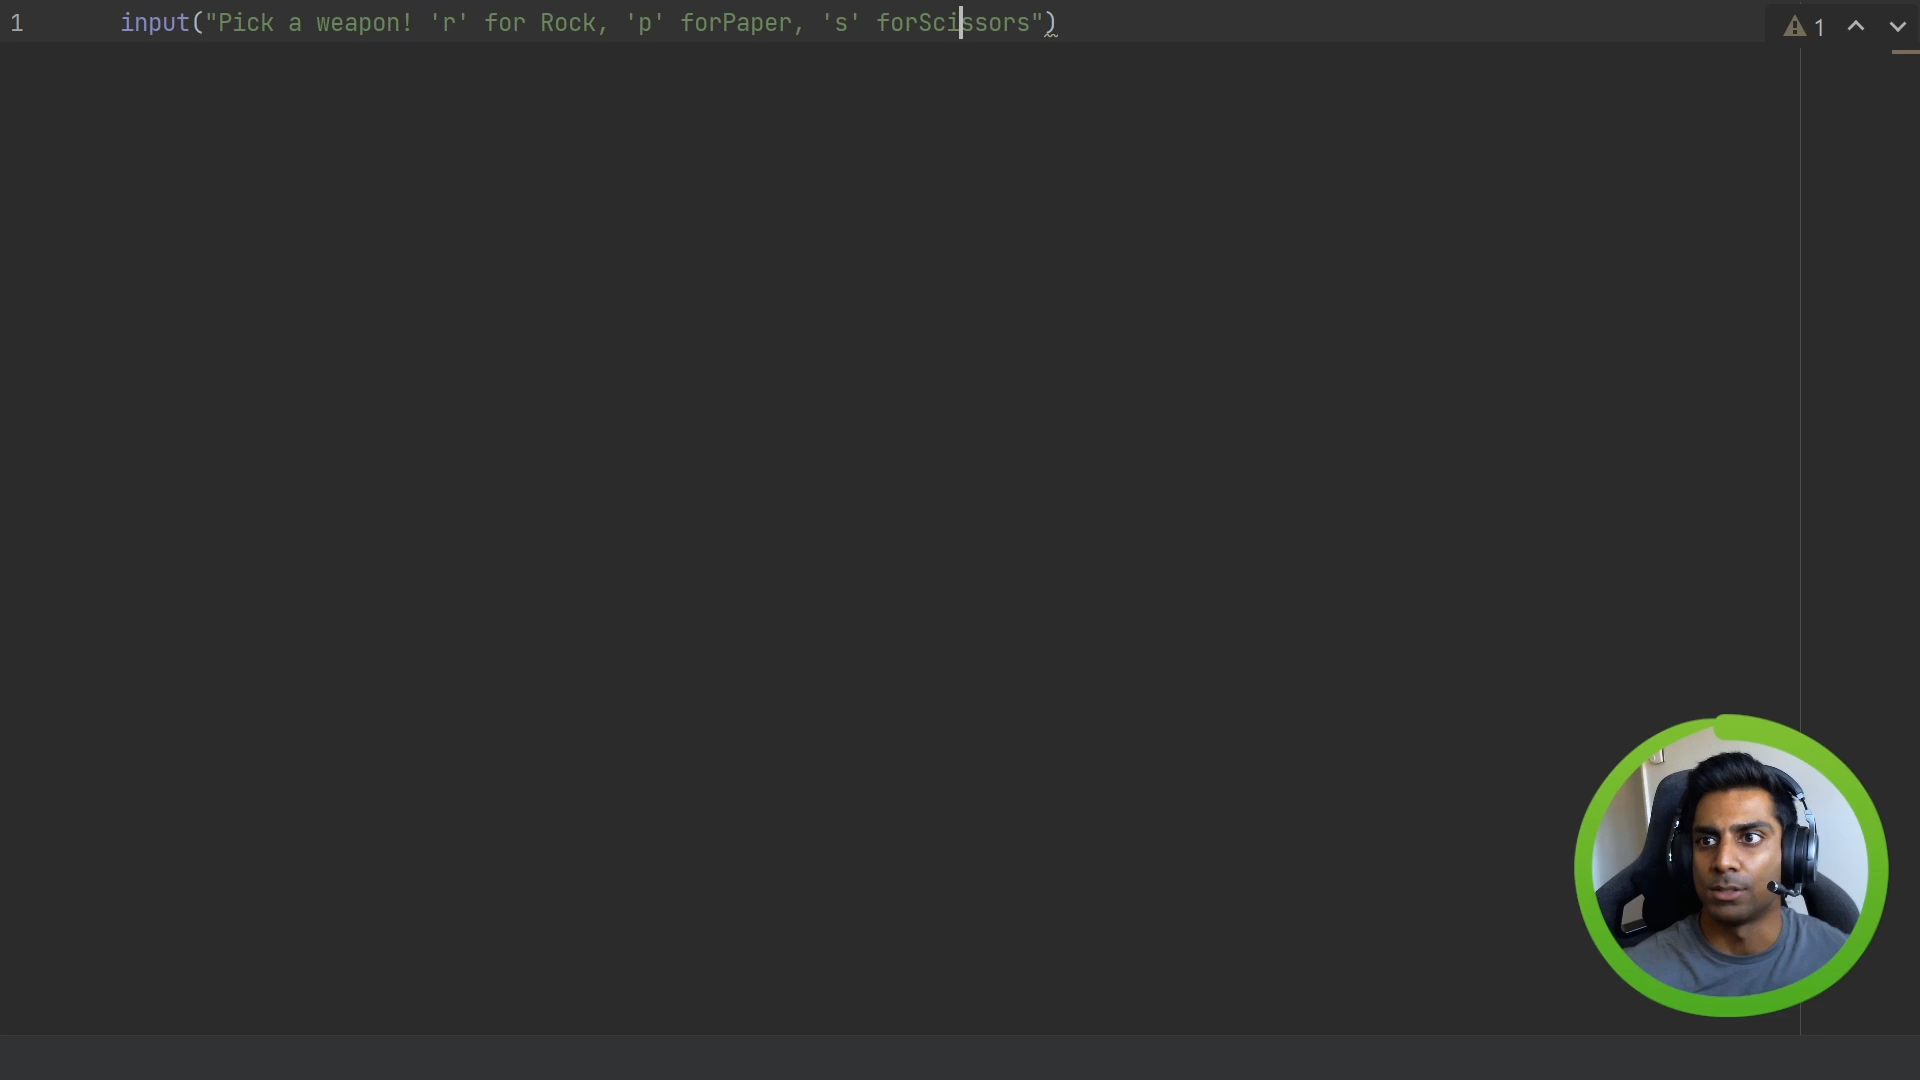 1 input("Pick a weapon! 'r' for Rock, 'p' forPaper, 's' forScissors")
1